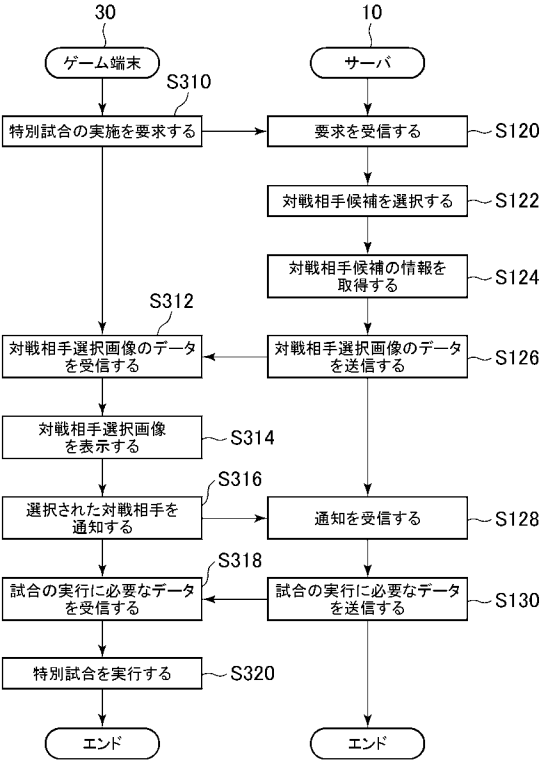 30
10
ゲーム端末
サーバ
S310
特別試合の実施を要求する
要求を受信する
S120
対戦相手候補を選択する
S122
対戦相手候補の情報を
取得する
S124
S312
対戦相手選択画像のデータ
を受信する
対戦相手選択画像のデータ
を送信する
S126
対戦相手選択画像
を表示する
S314
S316
選択された対戦相手を
通知する
通知を受信する
S128
S318
試合の実行に必要なデータ
を受信する
試合の実行に必要なデータ
を送信する
S130
特別試合を実行する
S320
エンド
エンド